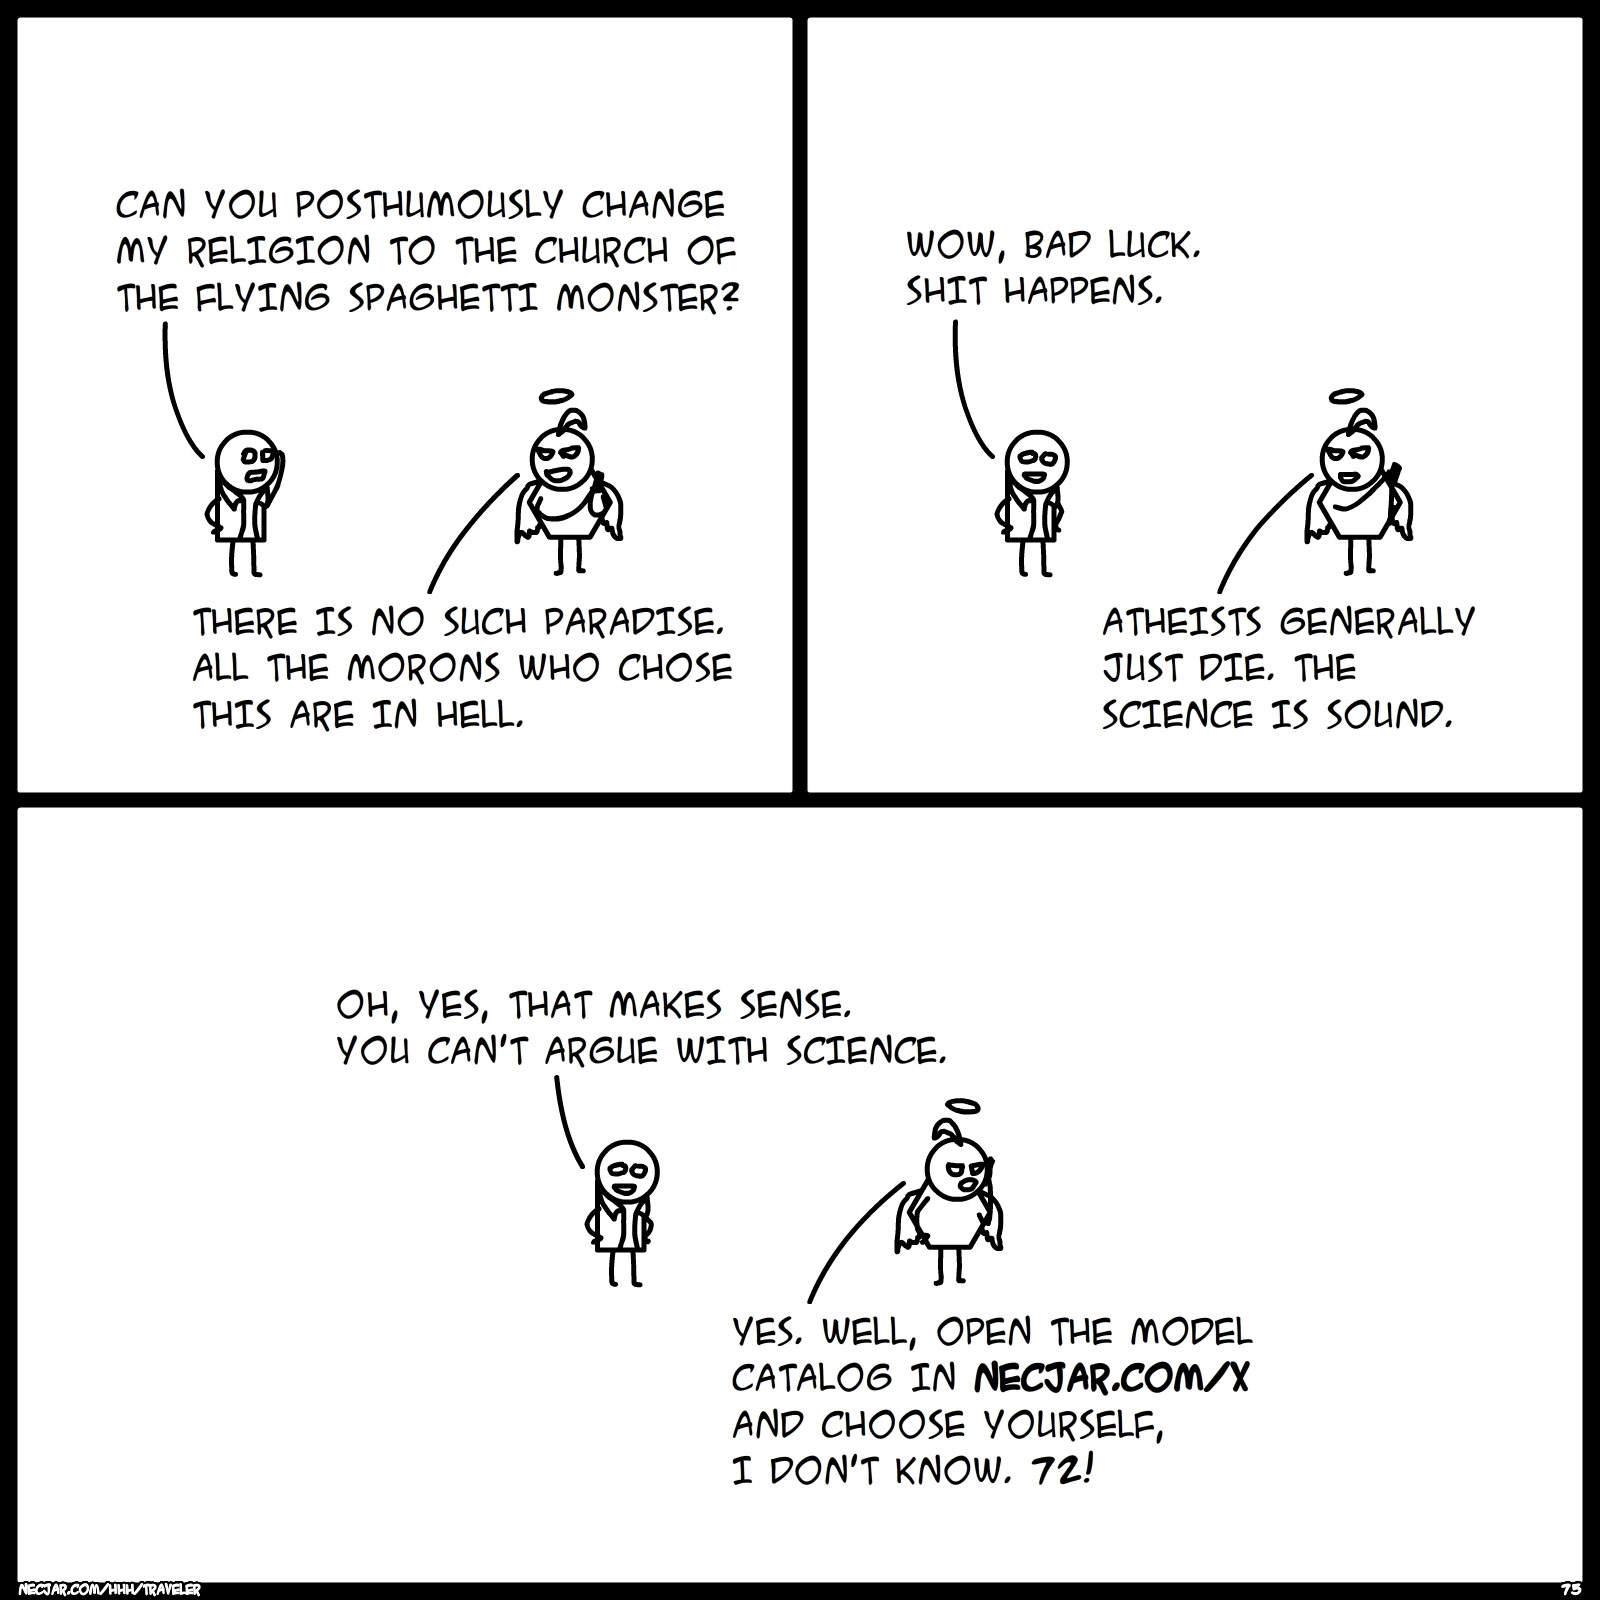 CAN YOU POSTHUMOUSLY CHANGE
MY RELIGION TO THE CHURCH OF
THE FLYING SPAGHETTI MONSTER?
THERE IS NO SUCH PARADISE.
ALL THE MORONS WHO CHOSE
THIS ARE IN HELL.
WOW, BAD LUCK.
SHIT HAPPENS.
ATHEISTS GENERALLY
JUST DIE. THE
SCIENCE IS SOUND.
OH, YES, THAT MAKES SENSE.
YOU CAN'T ARGUE WITH SCIENCE.
YES. WELL, OPEN THE MODEL
CATALOG IN NECJAR.COM/X
AND CHOOSE YOURSELF,
I DON'T KNOW. 72!
NECJAR.COM/HHH/TRAVELER
75